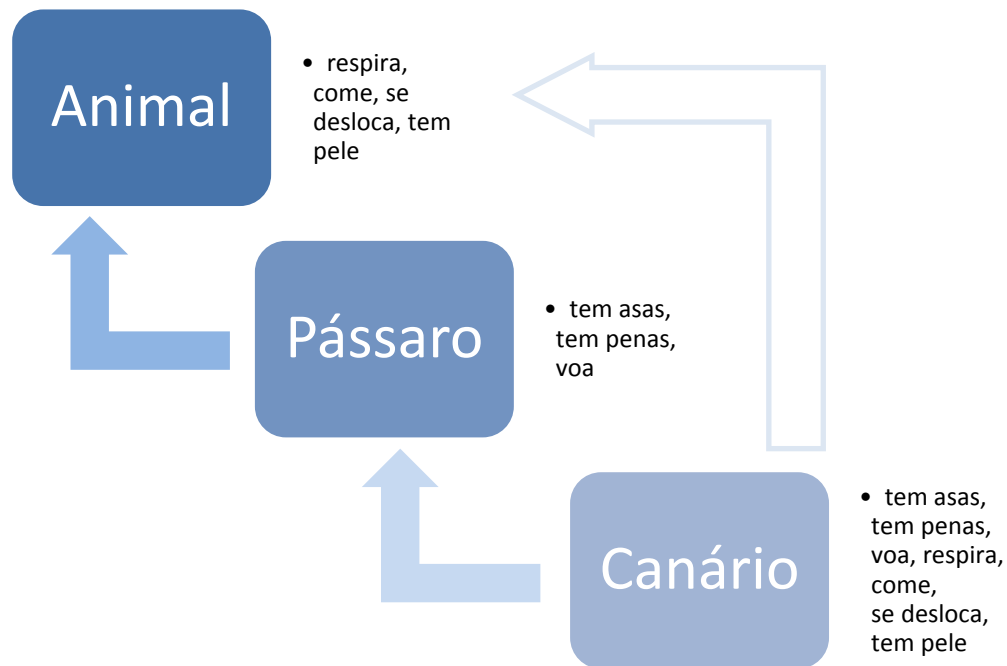 Animal
• respira,
come, se
desloca, tem
pele
Pássaro
• tem asas,
tem penas,
voa
Canário
• tem asas,
tem penas,
voa, respira,
come,
se desloca,
tem pele